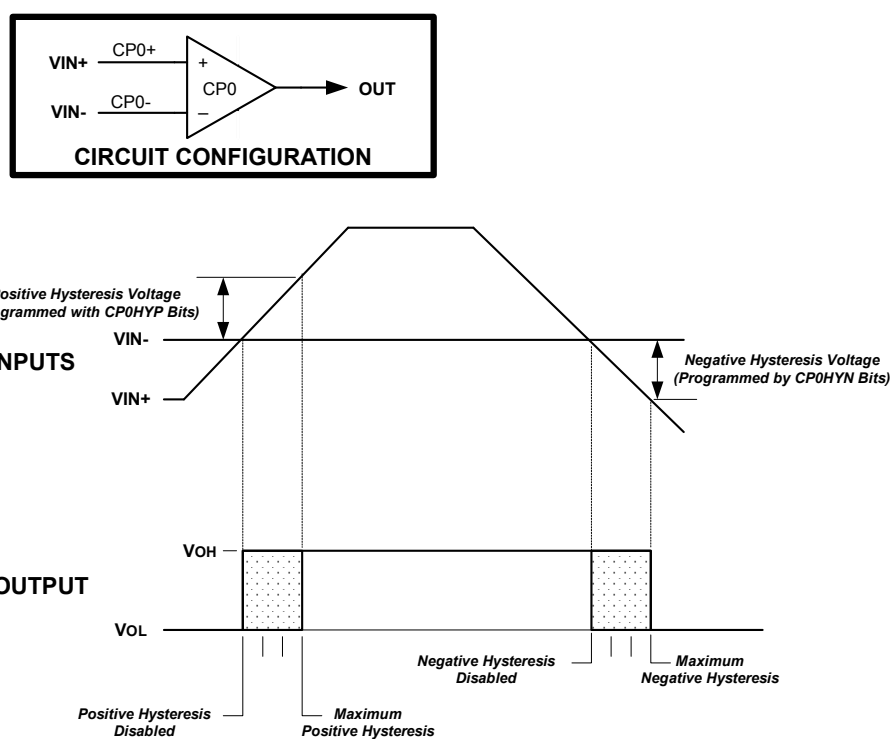 VIN+
CP0+
+
CP0
OUT
VIN-
CP0-
_
CIRCUIT CONFIGURATION
ositive Hysteresis Voltage
grammed with CP0HYP Bits)
VIN-
NPUTS
VIN+
Negative Hysteresis Voltage
(Programmed by CP0HYN Bits)
VOH
OUTPUT
VOL
Negative Hysteresis
Disabled
Maximum
Negative Hysteresis
Positive Hysteresis
Disabled
Maximum
Positive Hysteresis